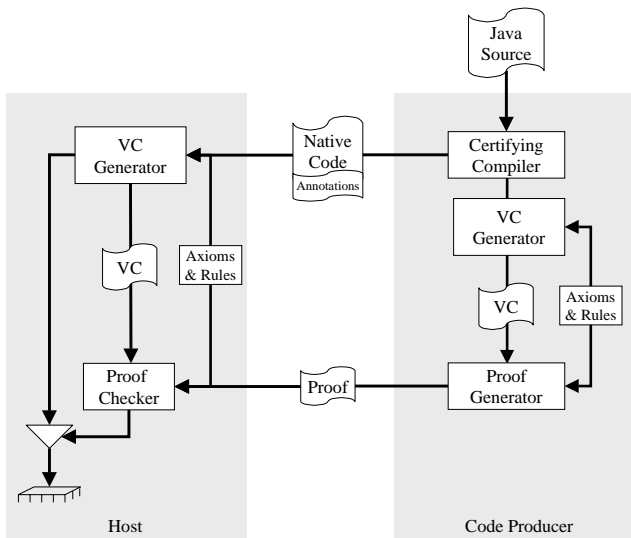 Java
Source
VC
Generator
Native
Code
Annotations
Certifying
Compiler
VC
Generator
VC
Axioms
& Rules
VC
Axioms
& Rules
Proof
Checker
Proof
Proof
Generator
Host
Code Producer